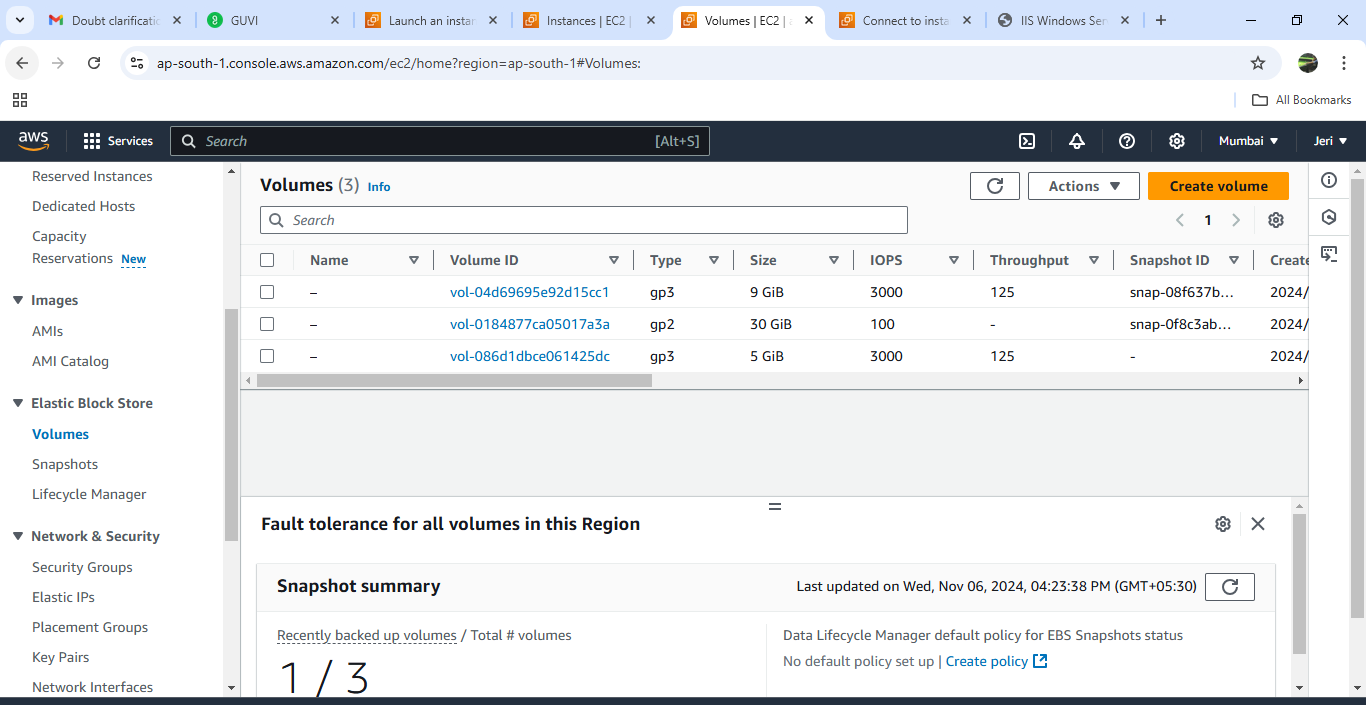 Doubt clarificatio
GUVI
Launch an instan
Instances | EC2 |
Volumes | EC2 |
Connect to insta
IIS Windows Ser
ap-south-1.console.aws.amazon.com/ec2/home?region=ap-south-1#Volumes:
All Bookmarks
aws
Services
Search
[Alt+S]
Mumbai
Jeri
Reserved Instances
Dedicated Hosts
Capacity
Reservations New
Images
AMIs
AMI Catalog
Elastic Block Store
Volumes
Snapshots
Lifecycle Manager
Network & Security
Security Groups
Elastic IPs
Placement Groups
Key Pairs
Network Interfaces
Volumes (3) Info
Actions
Create volume
Search
1
Name Volume ID Type Size IOPS Throughput Snapshot ID Create
– vol-04d69695e92d15cc1 gp3 9 GiB 3000 125 snap-08f637b... 2024/
– vol-0184877ca05017a3a gp2 30 GiB 100 - snap-0f8c3ab... 2024/
– vol-086d1dbce061425dc gp3 5 GiB 3000 125 - 2024/
Fault tolerance for all volumes in this Region
Snapshot summary
Last updated on Wed, Nov 06, 2024, 04:23:38 PM (GMT+05:30)
Recently backed up volumes / Total # volumes
1 / 3
Data Lifecycle Manager default policy for EBS Snapshots status
No default policy set up | Create policy